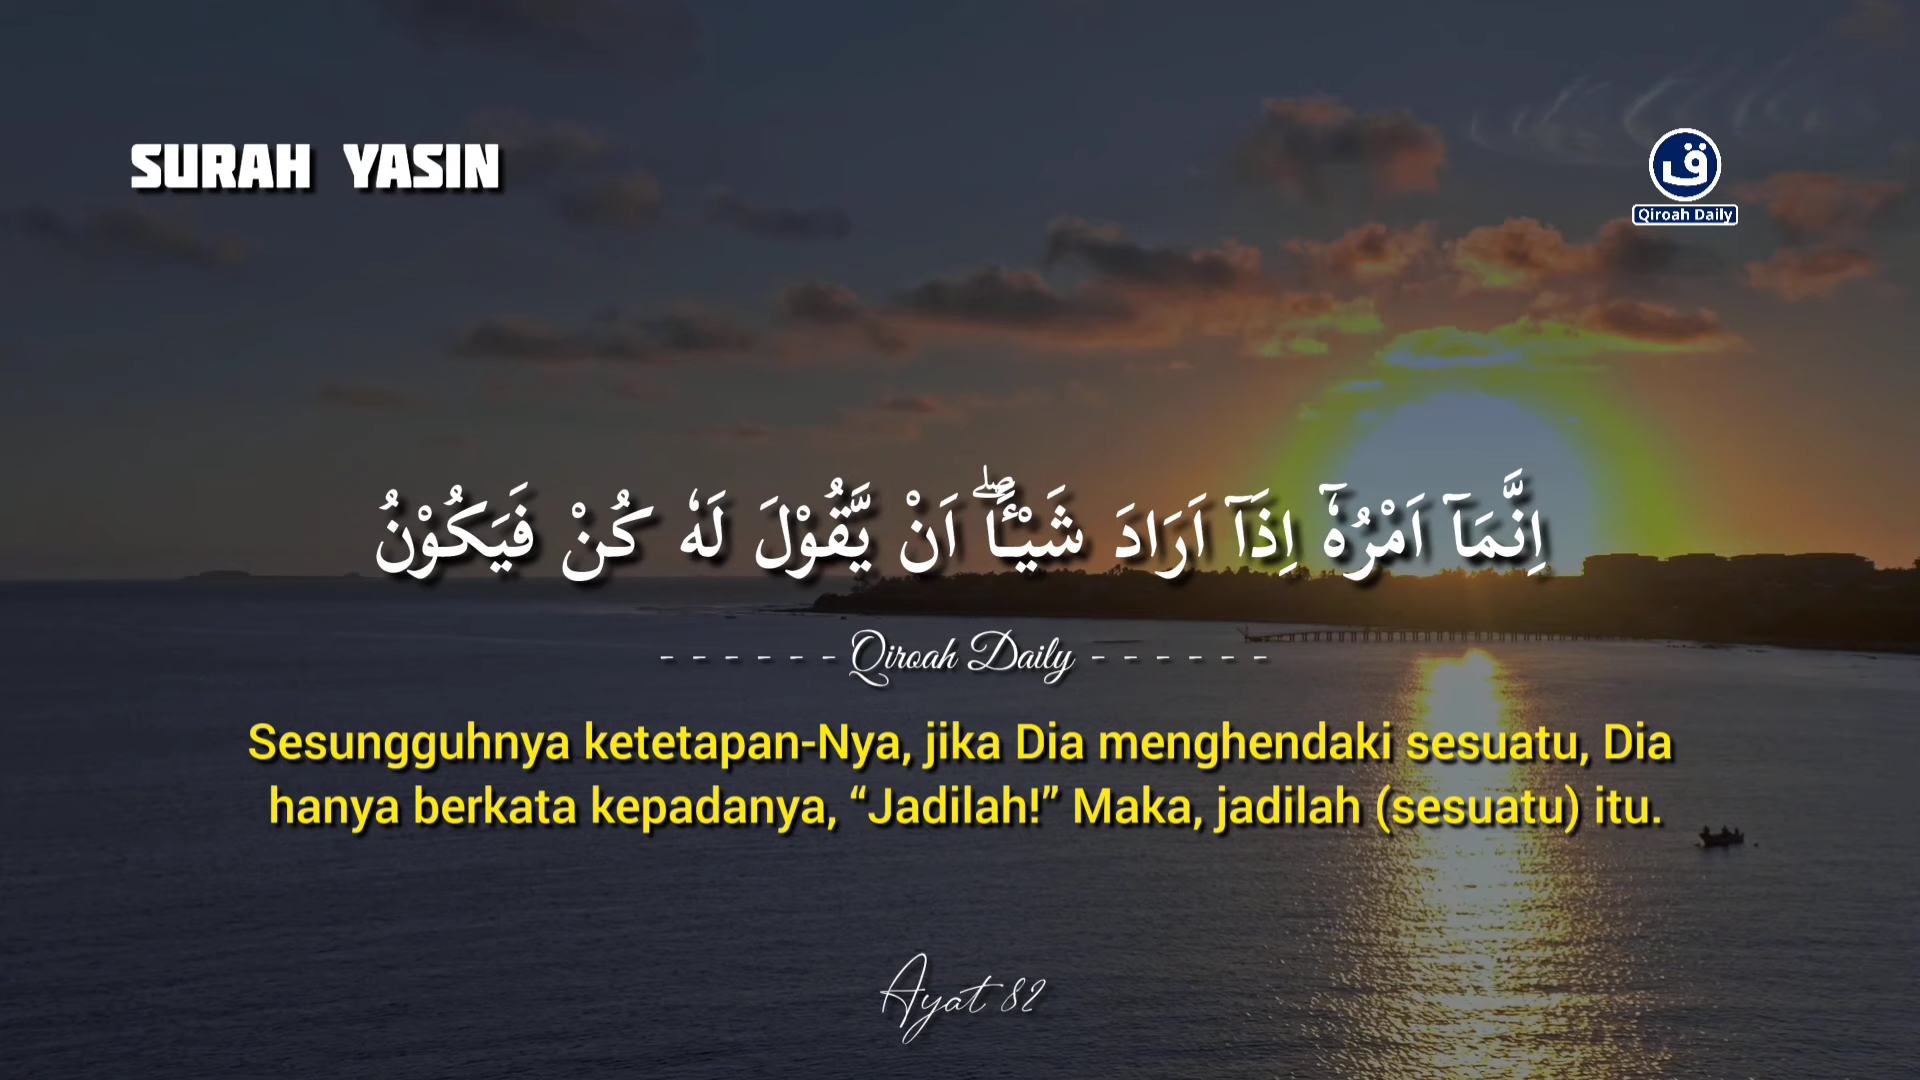 SURAH YASIN
ق
Qiroah Daily
اِنَّمَآ اَمْرُهٗٓ اِذَآ اَرَادَ شَيْـًٔاۖ اَنْ يَّقُوْلَ لَهٗ كُنْ فَيَكُوْنُ
- - - - - - Qiroah Daily - - - - - -
Sesungguhnya ketetapan-Nya, jika Dia menghendaki sesuatu, Dia
hanya berkata kepadanya, “Jadilah!” Maka, jadilah (sesuatu) itu.
Ayat 82